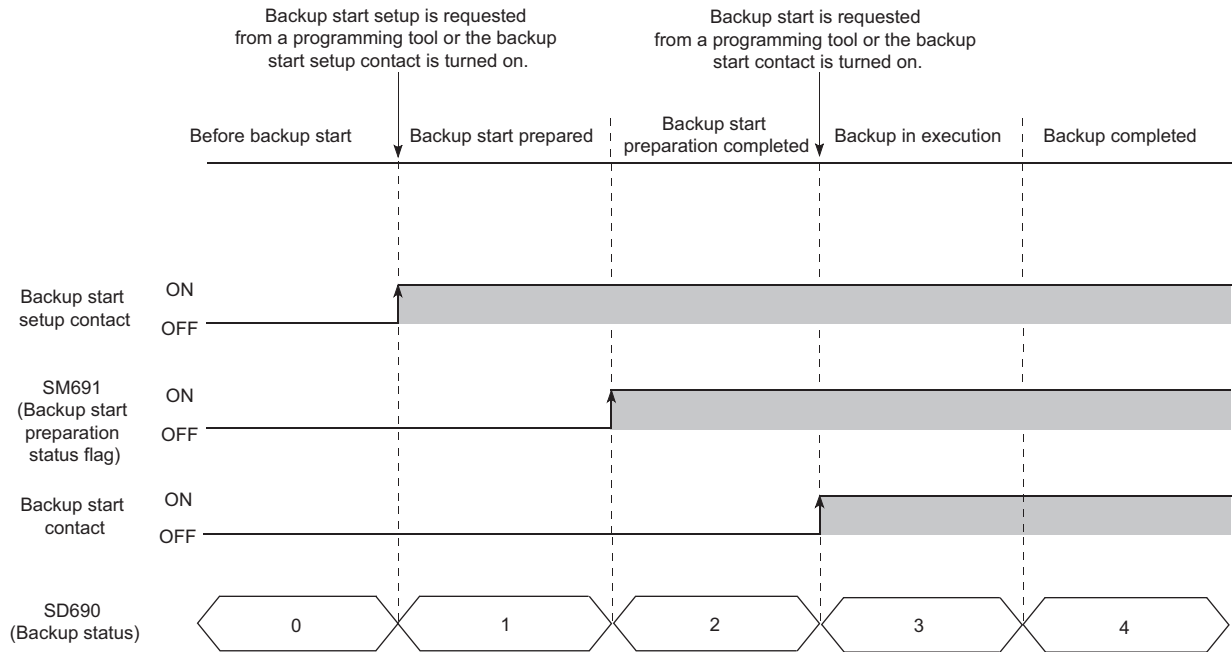 Backup start setup is requested
from a programming tool or the backup
start setup contact is turned on.
Backup start is requested
from a programming tool or the backup
start contact is turned on.
Before backup start
Backup start prepared
Backup start
preparation completed
Backup in execution
Backup completed
Backup start
setup contact
ON
OFF
SM691
(Backup start
preparation
status flag)
ON
OFF
Backup start
contact
ON
OFF
SD690
(Backup status)
0
1
2
3
4